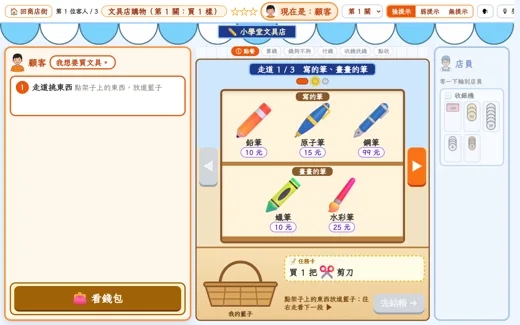 回商店街
第 1 位客人 / 3
文具店購物（第 1 關：買 1 樣）
現在是：顧客
第 1 關
強提示
弱提示
無提示
小學堂文具店
顧客
我想要買文具。
1 走道挑東西 點架子上的東西，放進籃子
看錢包
走道 1 / 3 寫的筆、畫畫的筆
寫的筆
鉛筆
10 元
原子筆
15 元
鋼筆
99 元
畫畫的筆
蠟筆
10 元
水彩筆
25 元
我的籃子
任務卡
買 1 把 剪刀
點架子上的東西放進籃子；往右走看下一段 ▶
去結帳 →
店員
等一下輪到店員
收銀機